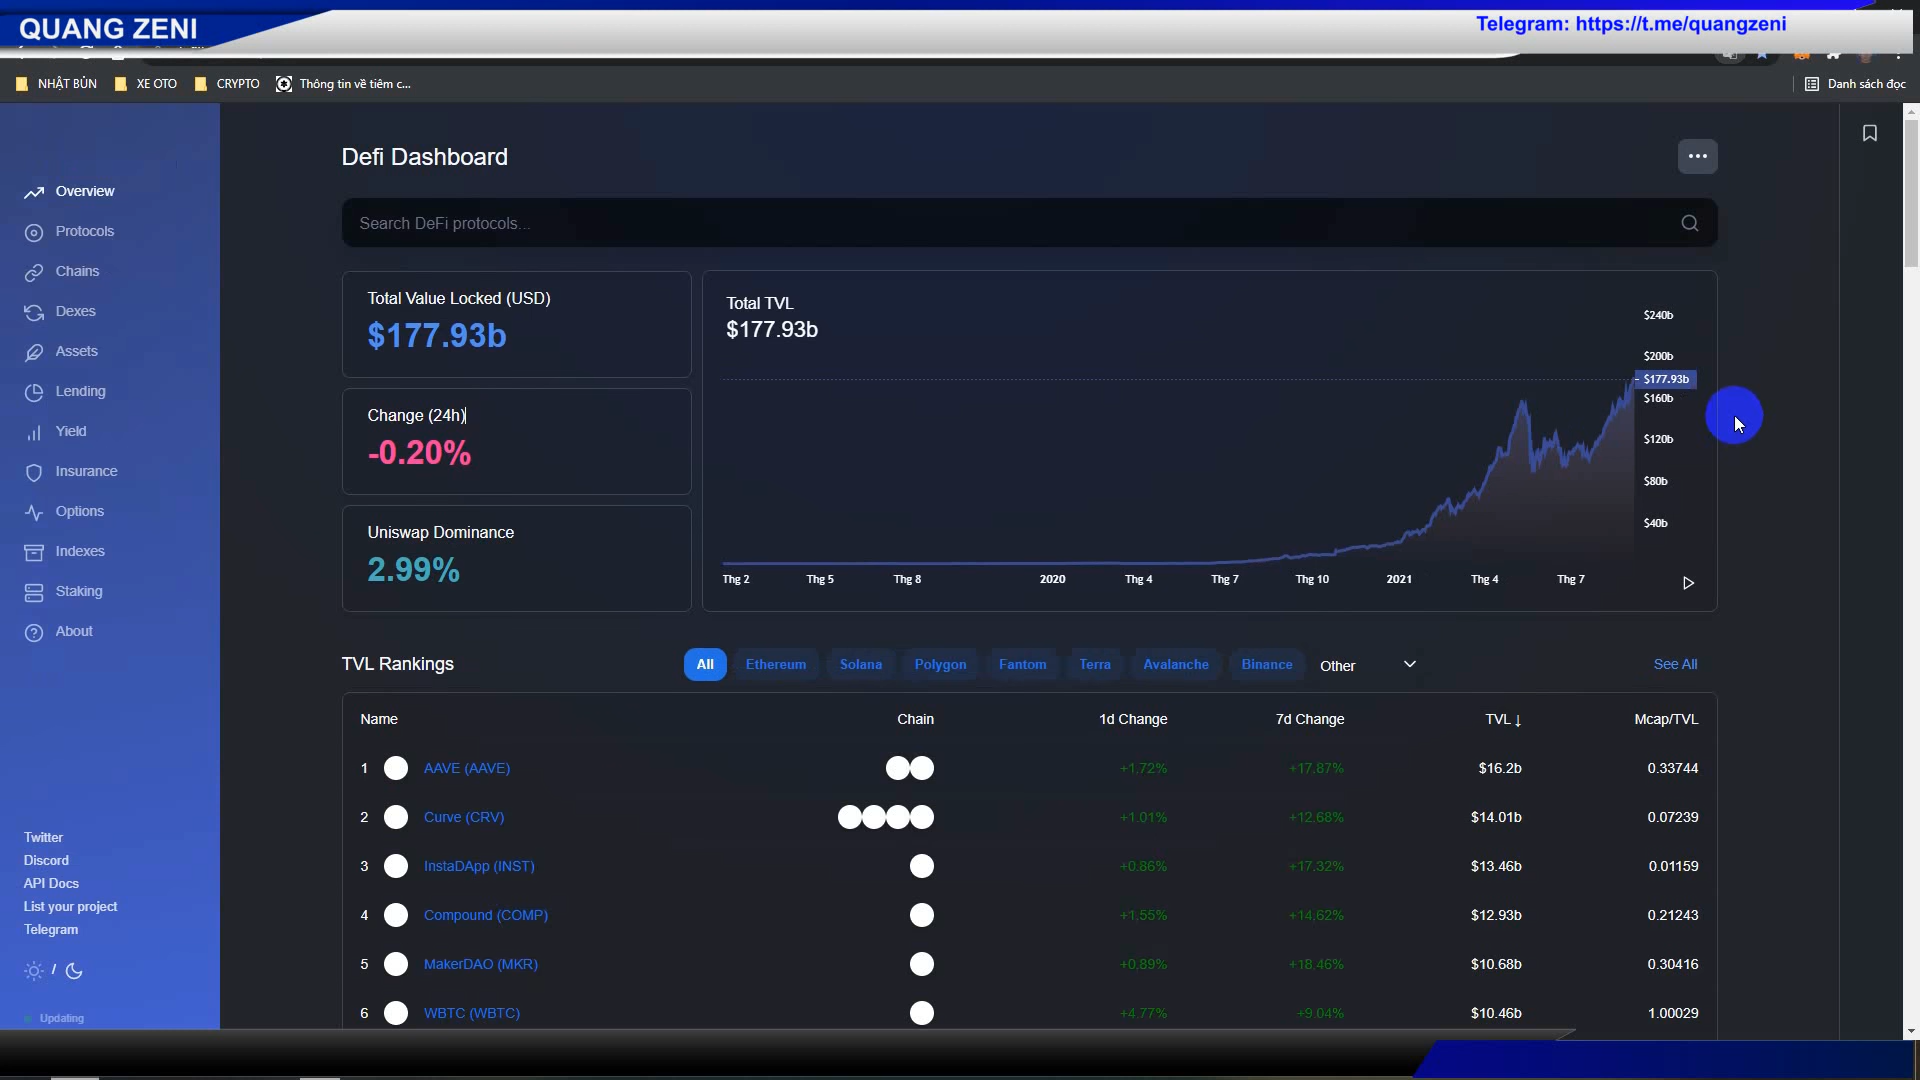 QUANG ZENI
Telegram: https://t.me/quangzeni
NHẬT BỦN
XE OTO
CRYPTO
Thông tin về tiêm c...
Danh sách đọc
Overview
Protocols
Chains
Dexes
Assets
Lending
Yield
Insurance
Options
Indexes
Staking
About
Twitter
Discord
API Docs
List your project
Telegram
/
Updating
Defi Dashboard
Search DeFi protocols...
Total Value Locked (USD)
$177.93b
Change (24h)
-0.20%
Uniswap Dominance
2.99%
Total TVL
$177.93b
$240b
$200b
$177.93b
$160b
$120b
$80b
$40b
Thg 2 Thg 5 Thg 8 2020 Thg 4 Thg 7 Thg 10 2021 Thg 4 Thg 7
TVL Rankings
All Ethereum Solana Polygon Fantom Terra Avalanche Binance Other
See All
Name Chain 1d Change 7d Change TVL ↓ Mcap/TVL
1 AAVE (AAVE) +1.72% +17.87% $16.2b 0.33744
2 Curve (CRV) +1.01% +12.68% $14.01b 0.07239
3 InstaDApp (INST) +0.86% +17.32% $13.46b 0.01159
4 Compound (COMP) +1.55% +14.62% $12.93b 0.21243
5 MakerDAO (MKR) +0.89% +18.46% $10.68b 0.30416
6 WBTC (WBTC) +4.77% +9.04% $10.46b 1.00029